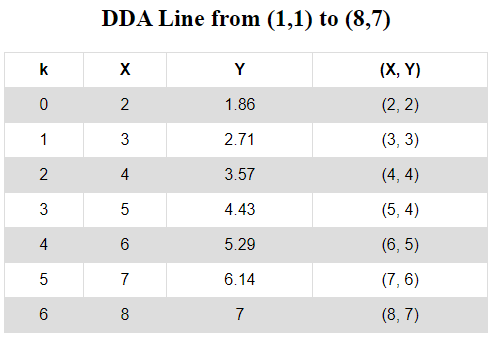 DDA Line from (1,1) to (8,7)
k X Y (X, Y)
0 2 1.86 (2, 2)
1 3 2.71 (3, 3)
2 4 3.57 (4, 4)
3 5 4.43 (5, 4)
4 6 5.29 (6, 5)
5 7 6.14 (7, 6)
6 8 7 (8, 7)